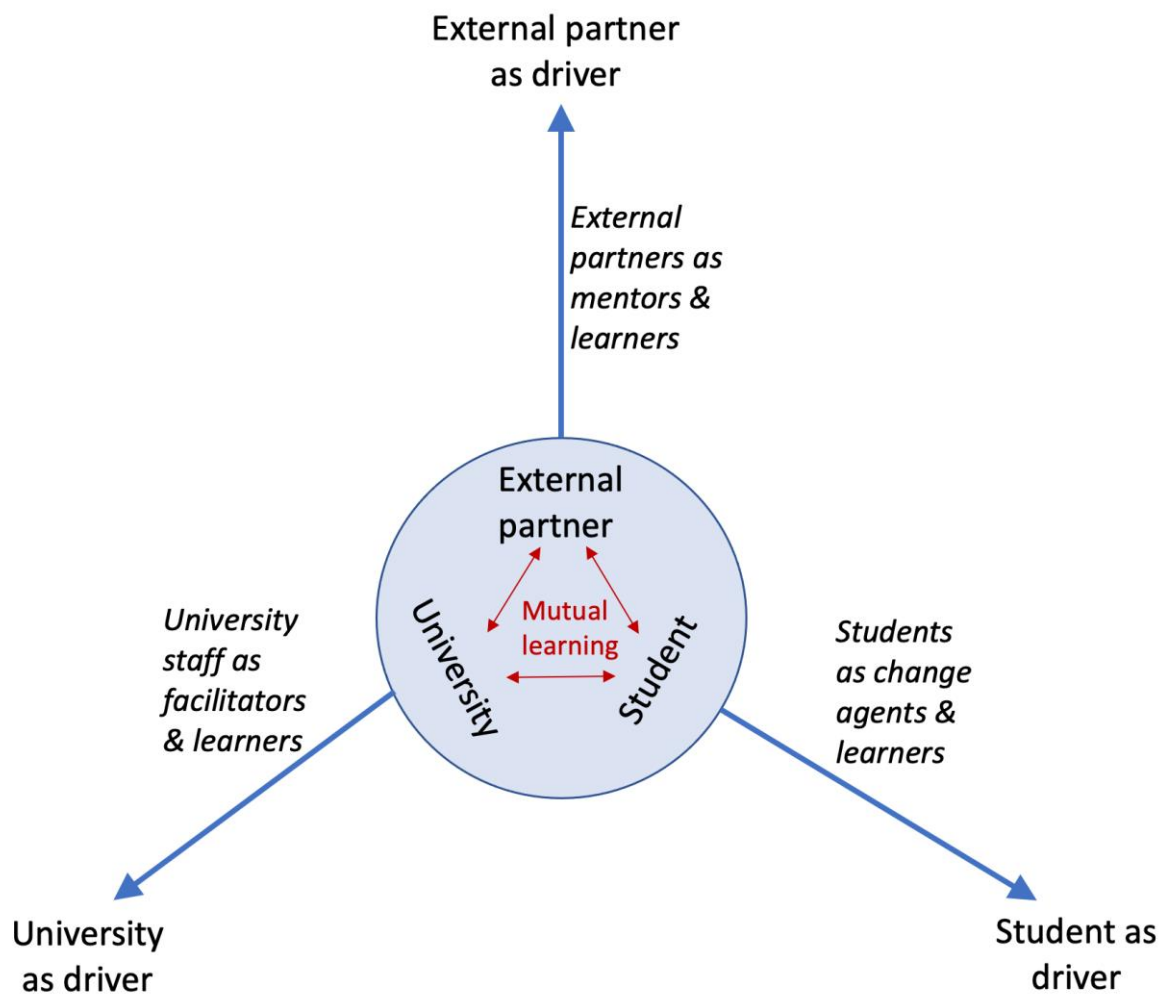 External partner
as driver
External
partners as
mentors &
learners
External
partner
Mutual
learning
University
Student
University
staff as
facilitators
& learners
Students
as change
agents &
learners
University
as driver
Student as
driver